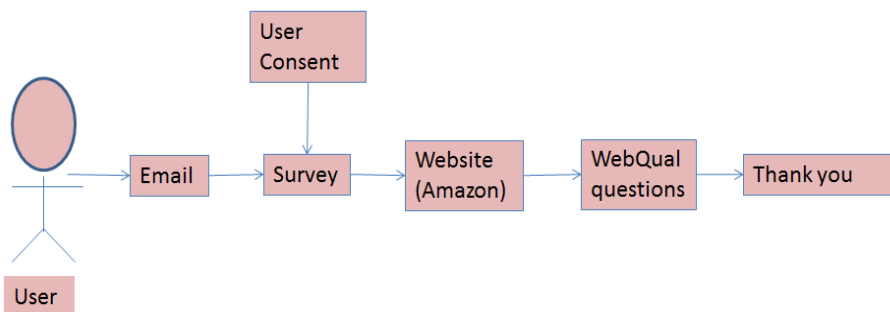 User
Consent
Email
Survey
Website
(Amazon)
WebQual
questions
Thank you
User